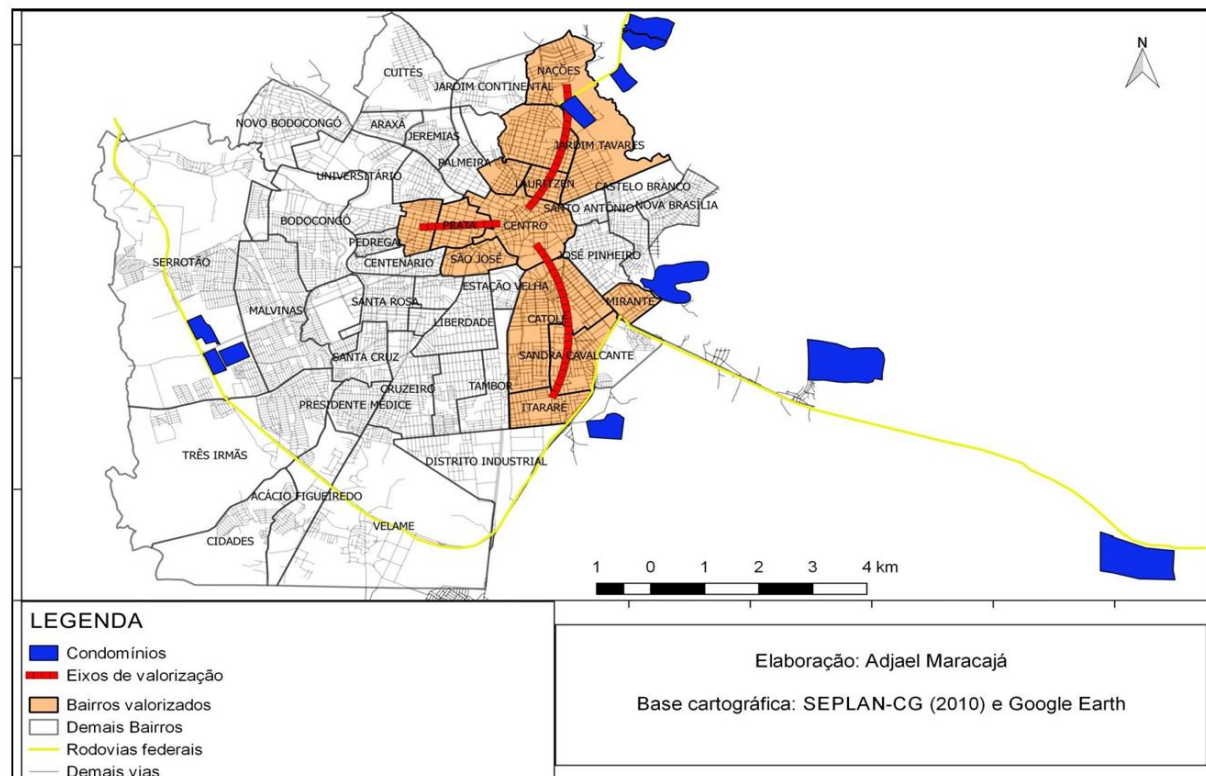 N
NAÇÕES
CUITÉS
JARDIM CONTINENTAL
NOVO BODOCONGÓ
ARAXÁ
JEREMIAS
PALMEIRA
JARDIM TAVARES
UNIVERSITÁRIO
LAURITZEN
CASTELO BRANCO
SANTO ANTÔNIO
NOVA BRASÍLIA
BODOCONGÓ
PRATA
CENTRO
PEDREGAL
JOSÉ PINHEIRO
SERROTÃO
CENTENÁRIO
SÃO JOSÉ
ESTAÇÃO VELHA
MALVINAS
SANTA ROSA
MIRANTE
LIBERDADE
CATOLÉ
SANTA CRUZ
SANDRA CAVALCANTE
CRUZEIRO
TAMBOR
PRESIDENTE MÉDICE
ITARARÉ
TRÊS IRMÃS
DISTRITO INDUSTRIAL
ACÁCIO FIGUEIREDO
VELAME
CIDADES
1 0 1 2 3 4 km
LEGENDA
Condomínios
Eixos de valorização
Bairros valorizados
Demais Bairros
Rodovias federais
Demais vias
Elaboração: Adjael Maracajá
Base cartográfica: SEPLAN-CG (2010) e Google Earth